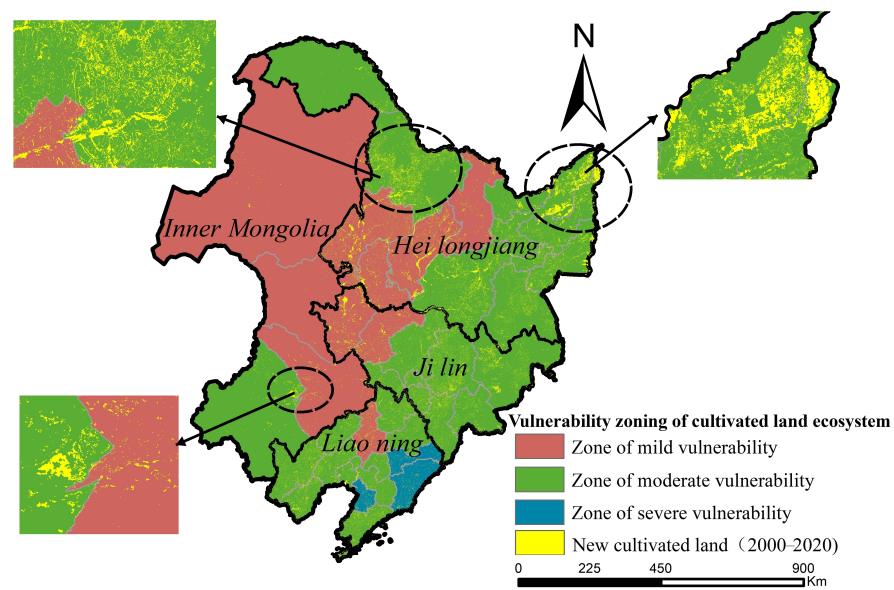 N
Inner Mongolia
Hei longjiang
Ji lin
Liao ning
Vulnerability zoning of cultivated land ecosystem
Zone of mild vulnerability
Zone of moderate vulnerability
Zone of severe vulnerability
New cultivated land（2000-2020)
0 225 450 900
Km